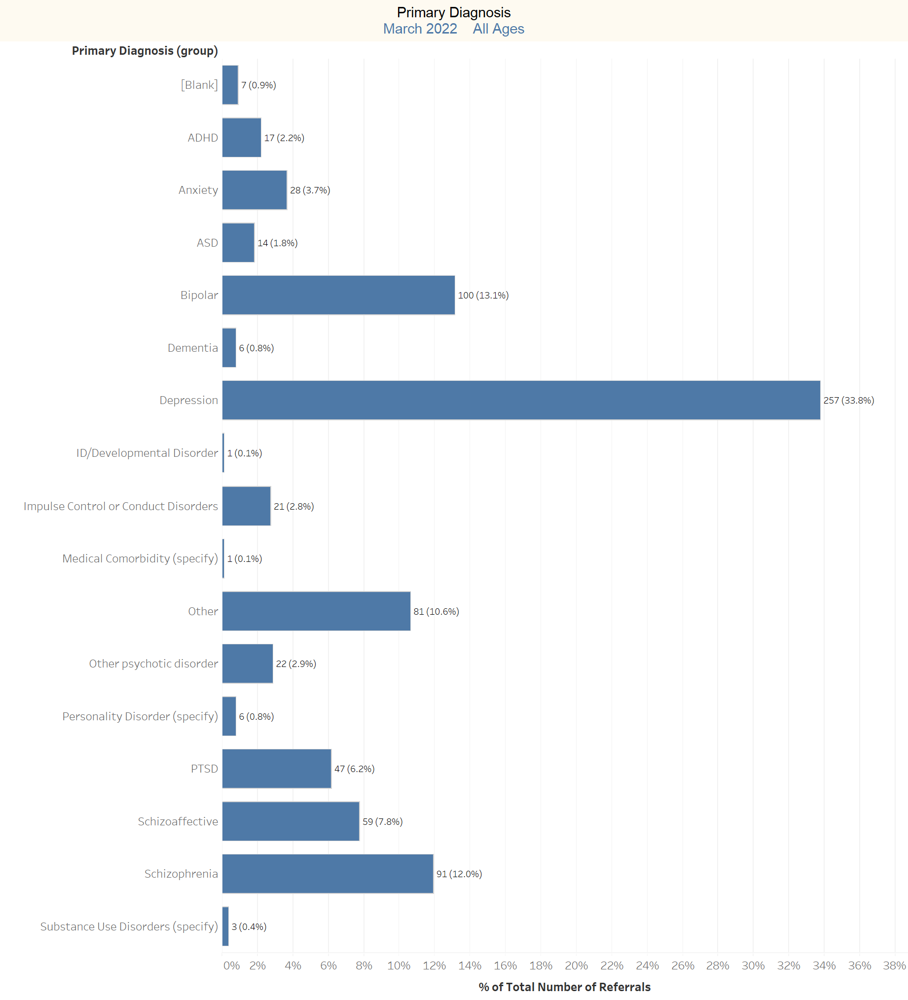 Primary Diagnosis
March 2022 All Ages
Primary Diagnosis (group)
[Blank] 7 (0.9%)
ADHD 17 (2.2%)
Anxiety 28 (3.7%)
ASD 14 (1.8%)
Bipolar 100 (13.1%)
Dementia 6 (0.8%)
Depression 257 (33.8%)
ID/Developmental Disorder 1 (0.1%)
Impulse Control or Conduct Disorders 21 (2.8%)
Medical Comorbidity (specify) 1 (0.1%)
Other 81 (10.6%)
Other psychotic disorder 22 (2.9%)
Personality Disorder (specify) 6 (0.8%)
PTSD 47 (6.2%)
Schizoaffective 59 (7.8%)
Schizophrenia 91 (12.0%)
Substance Use Disorders (specify) 3 (0.4%)
0% 2% 4% 6% 8% 10% 12% 14% 16% 18% 20% 22% 24% 26% 28% 30% 32% 34% 36% 38%
% of Total Number of Referrals